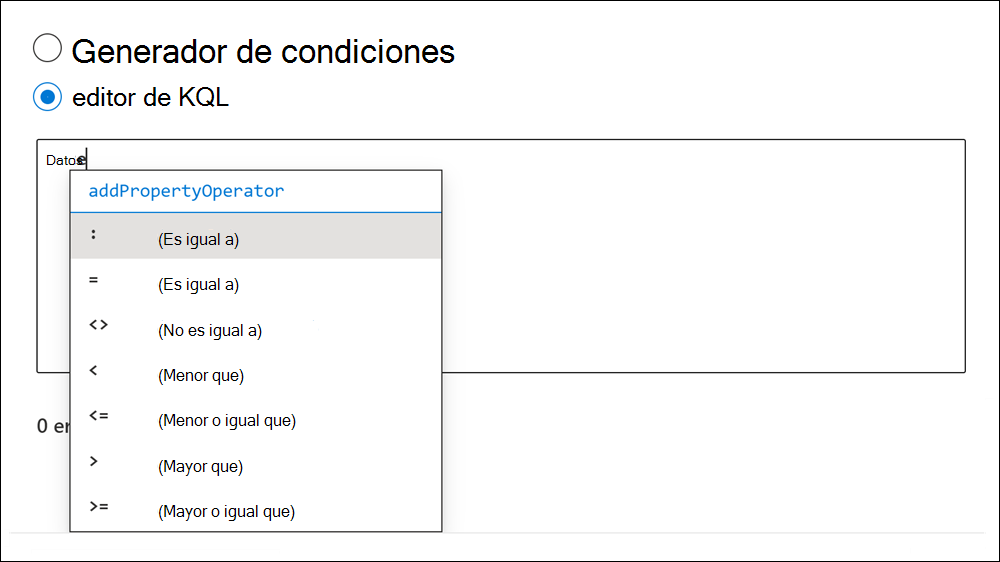 Generador de condiciones
editor de KQL
Datos
addPropertyOperator
: (Es igual a)
= (Es igual a)
<> (No es igual a)
< (Menor que)
<= (Menor o igual que)
> (Mayor que)
>= (Mayor o igual que)
0 er